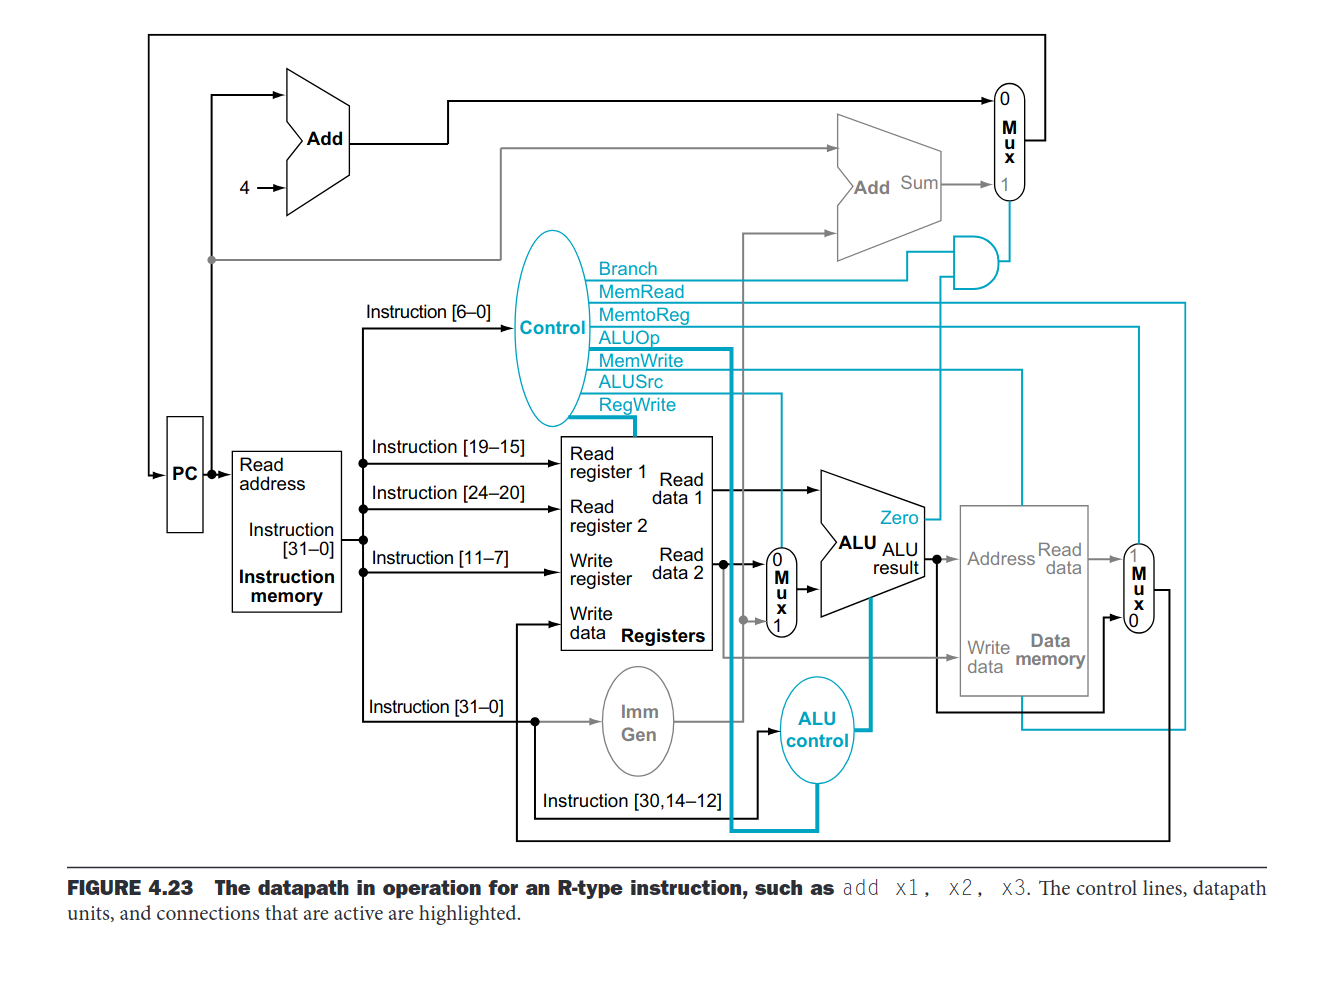 0
M
u
x
1
Add
4
Add Sum
Branch
MemRead
MemtoReg
ALUOp
MemWrite
ALUSrc
RegWrite
Instruction [6–0]
Control
PC
Read
address
Instruction
[31–0]
Instruction
memory
Instruction [19–15]
Instruction [24–20]
Instruction [11–7]
Instruction [31–0]
Read
register 1
Read
register 2
Write
register
Write
data
Read
data 1
Read
data 2
Registers
0
M
u
x
1
Zero
ALU
ALU
result
Address
Read
data
Write
data
Data
memory
1
M
u
x
0
Imm
Gen
ALU
control
Instruction [30,14–12]
FIGURE 4.23 The datapath in operation for an R-type instruction, such as add x1, x2, x3. The control lines, datapath
units, and connections that are active are highlighted.